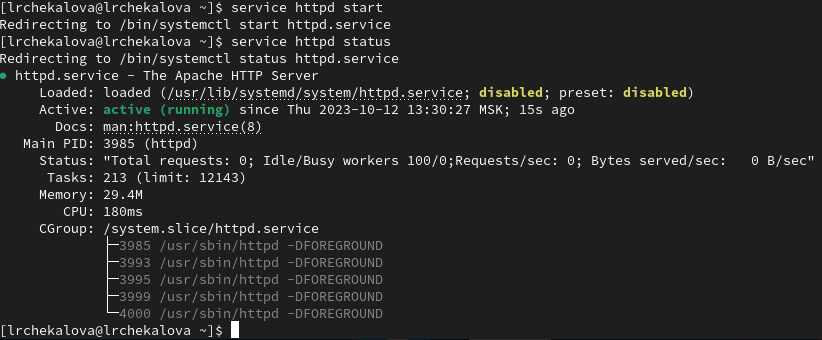 [lrchekalova@lrchekalova ~]$ service httpd start
Redirecting to /bin/systemctl start httpd.service
[lrchekalova@lrchekalova ~]$ service httpd status
Redirecting to /bin/systemctl status httpd.service
● httpd.service - The Apache HTTP Server
     Loaded: loaded (/usr/lib/systemd/system/httpd.service; disabled; preset: disabled)
     Active: active (running) since Thu 2023-10-12 13:30:27 MSK; 15s ago
       Docs: man:httpd.service(8)
   Main PID: 3985 (httpd)
     Status: "Total requests: 0; Idle/Busy workers 100/0;Requests/sec: 0; Bytes served/sec:   0 B/sec"
      Tasks: 213 (limit: 12143)
     Memory: 29.4M
        CPU: 180ms
     CGroup: /system.slice/httpd.service
             ├─3985 /usr/sbin/httpd -DFOREGROUND
             ├─3993 /usr/sbin/httpd -DFOREGROUND
             ├─3995 /usr/sbin/httpd -DFOREGROUND
             ├─3999 /usr/sbin/httpd -DFOREGROUND
             └─4000 /usr/sbin/httpd -DFOREGROUND
[lrchekalova@lrchekalova ~]$